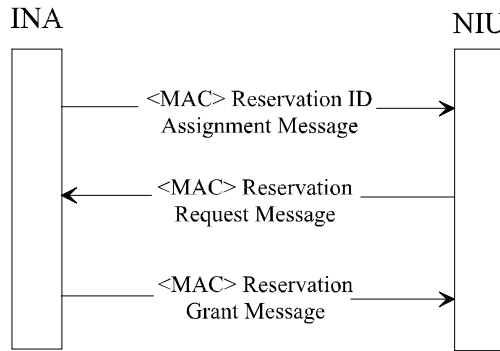 INA
NIU
<MAC> Reservation ID
Assignment Message
<MAC> Reservation
Request Message
<MAC> Reservation
Grant Message